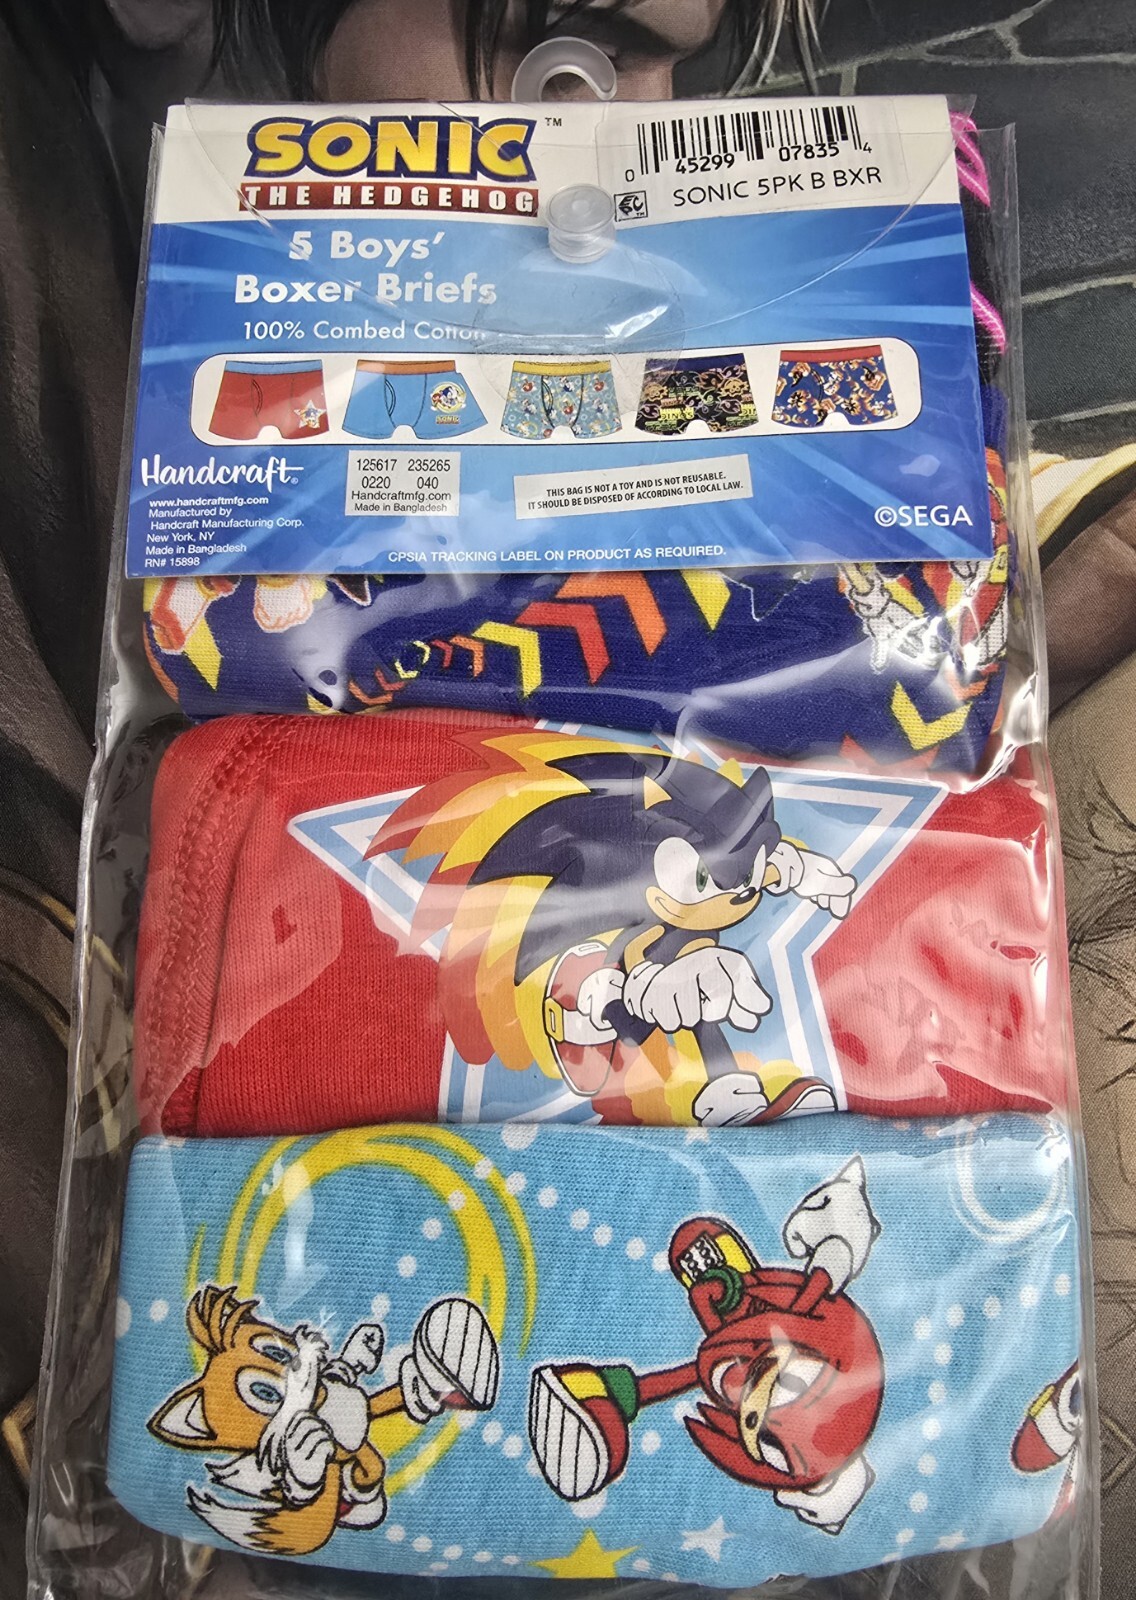 SONIC™
THE HEDGEHOG
0 45299 07835 4
SONIC 5PK B BXR
5 Boys'
Boxer Briefs
100% Combed Cotton
SONIC
Handcraft®
www.handcraftmfg.com
Manufactured by
Handcraft Manufacturing Corp.
New York, NY
Made in Bangladesh
RN# 15898
125617 235265
0220 040
Handcraftmfg.com
Made in Bangladesh
THIS BAG IS NOT A TOY AND IS NOT REUSABLE.
IT SHOULD BE DISPOSED OF ACCORDING TO LOCAL LAW.
©SEGA
CPSIA TRACKING LABEL ON PRODUCT AS REQUIRED.